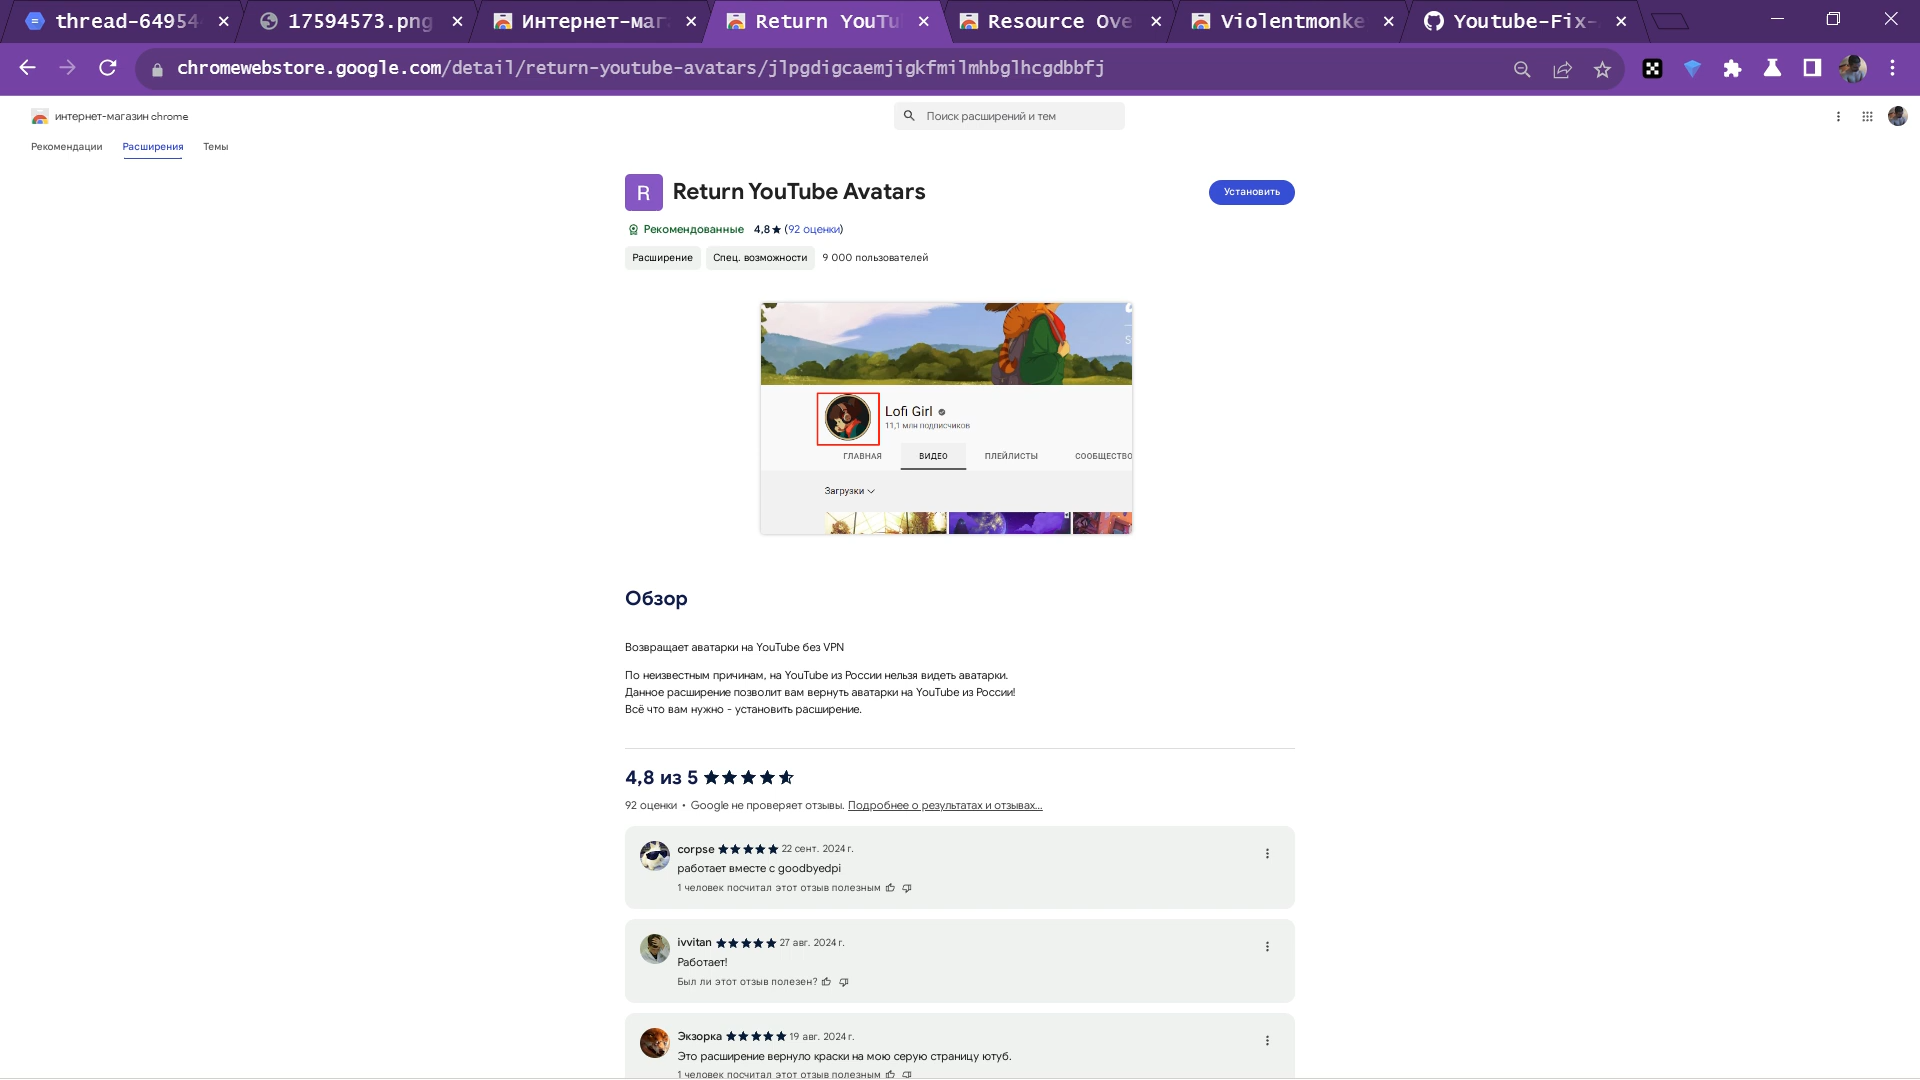 thread-64954
17594573.png
Интернет-маг
Return YouTu
Resource Ove
Violentmonke
Youtube-Fix-
chromewebstore.google.com/detail/return-youtube-avatars/jlpgdigcaemjigkfmilmhbglhcgdbbfj
интернет-магазин chrome
Поиск расширений и тем
Рекомендации Расширения Темы
R
Return YouTube Avatars
Установить
Рекомендованные 4,8 ★ (92 оценки)
Расширение Спец. возможности 9 000 пользователей
S
Lofi Girl
11,1 млн подписчиков
ГЛАВНАЯ ВИДЕО ПЛЕЙЛИСТЫ СООБЩЕСТВО
Загрузки
Обзор
Возвращает аватарки на YouTube без VPN
По неизвестным причинам, на YouTube из России нельзя видеть аватарки.
Данное расширение позволит вам вернуть аватарки на YouTube из России!
Всё что вам нужно - установить расширение.
4,8 из 5
92 оценки • Google не проверяет отзывы. Подробнее о результатах и отзывах...
corpse ★★★★★ 22 сент. 2024 г.
работает вместе с goodbyedpi
1 человек посчитал этот отзыв полезным
ivvitan ★★★★★ 27 авг. 2024 г.
Работает!
Был ли этот отзыв полезен?
Экзорка ★★★★★ 19 авг. 2024 г.
Это расширение вернуло краски на мою серую страницу ютуб.
1 человек посчитал этот отзыв полезным